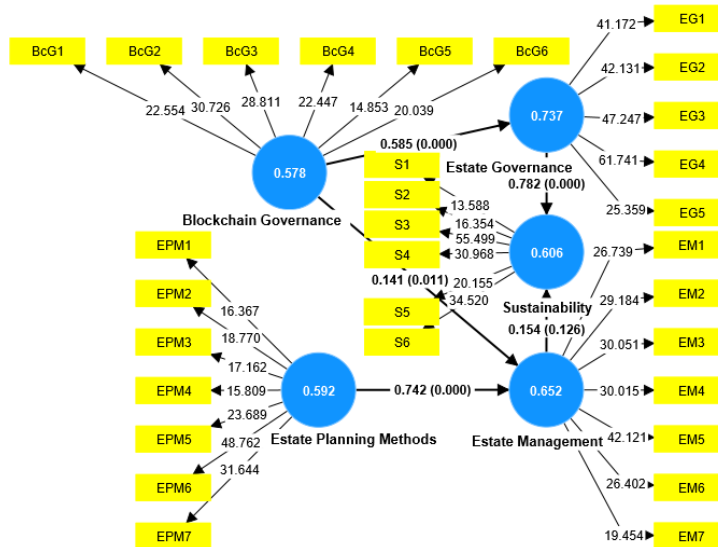 BcG1 BcG2 BcG3 BcG4 BcG5 BcG6
22.554 30.726 28.811 22.447 14.853 20.039
0.578
Blockchain Governance
0.585 (0.000)
0.737
Estate Governance
EG1
EG2
EG3
EG4
EG5
41.172
42.131
47.247
61.741
25.359
0.782 (0.000)
S1
S2
S3
S4
S5
S6
13.588
16.354
55.499
30.968
20.155
34.520
0.606
Sustainability
0.141 (0.011)
0.154 (0.126)
EPM1
EPM2
EPM3
EPM4
EPM5
EPM6
EPM7
16.367
18.770
17.162
15.809
23.689
48.762
31.644
0.592
Estate Planning Methods
0.742 (0.000)
0.652
Estate Management
26.739
29.184
30.051
30.015
42.121
26.402
19.454
EM1
EM2
EM3
EM4
EM5
EM6
EM7